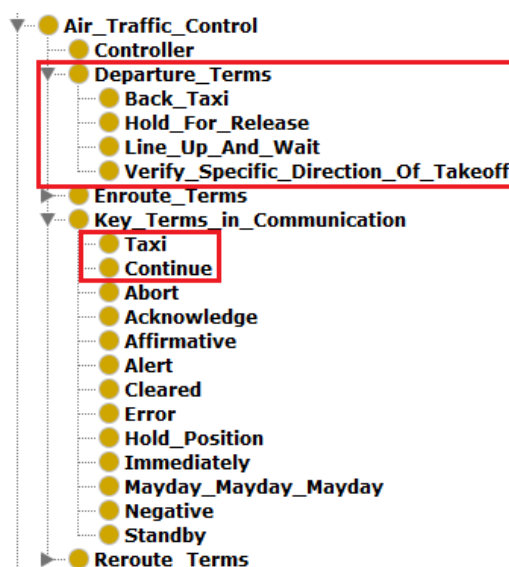 Air_Traffic_Control
Controller
Departure_Terms
Back_Taxi
Hold_For_Release
Line_Up_And_Wait
Verify_Specific_Direction_Of_Takeoff
Enroute_Terms
Key_Terms_in_Communication
Taxi
Continue
Abort
Acknowledge
Affirmative
Alert
Cleared
Error
Hold_Position
Immediately
Mayday_Mayday_Mayday
Negative
Standby
Reroute_Terms